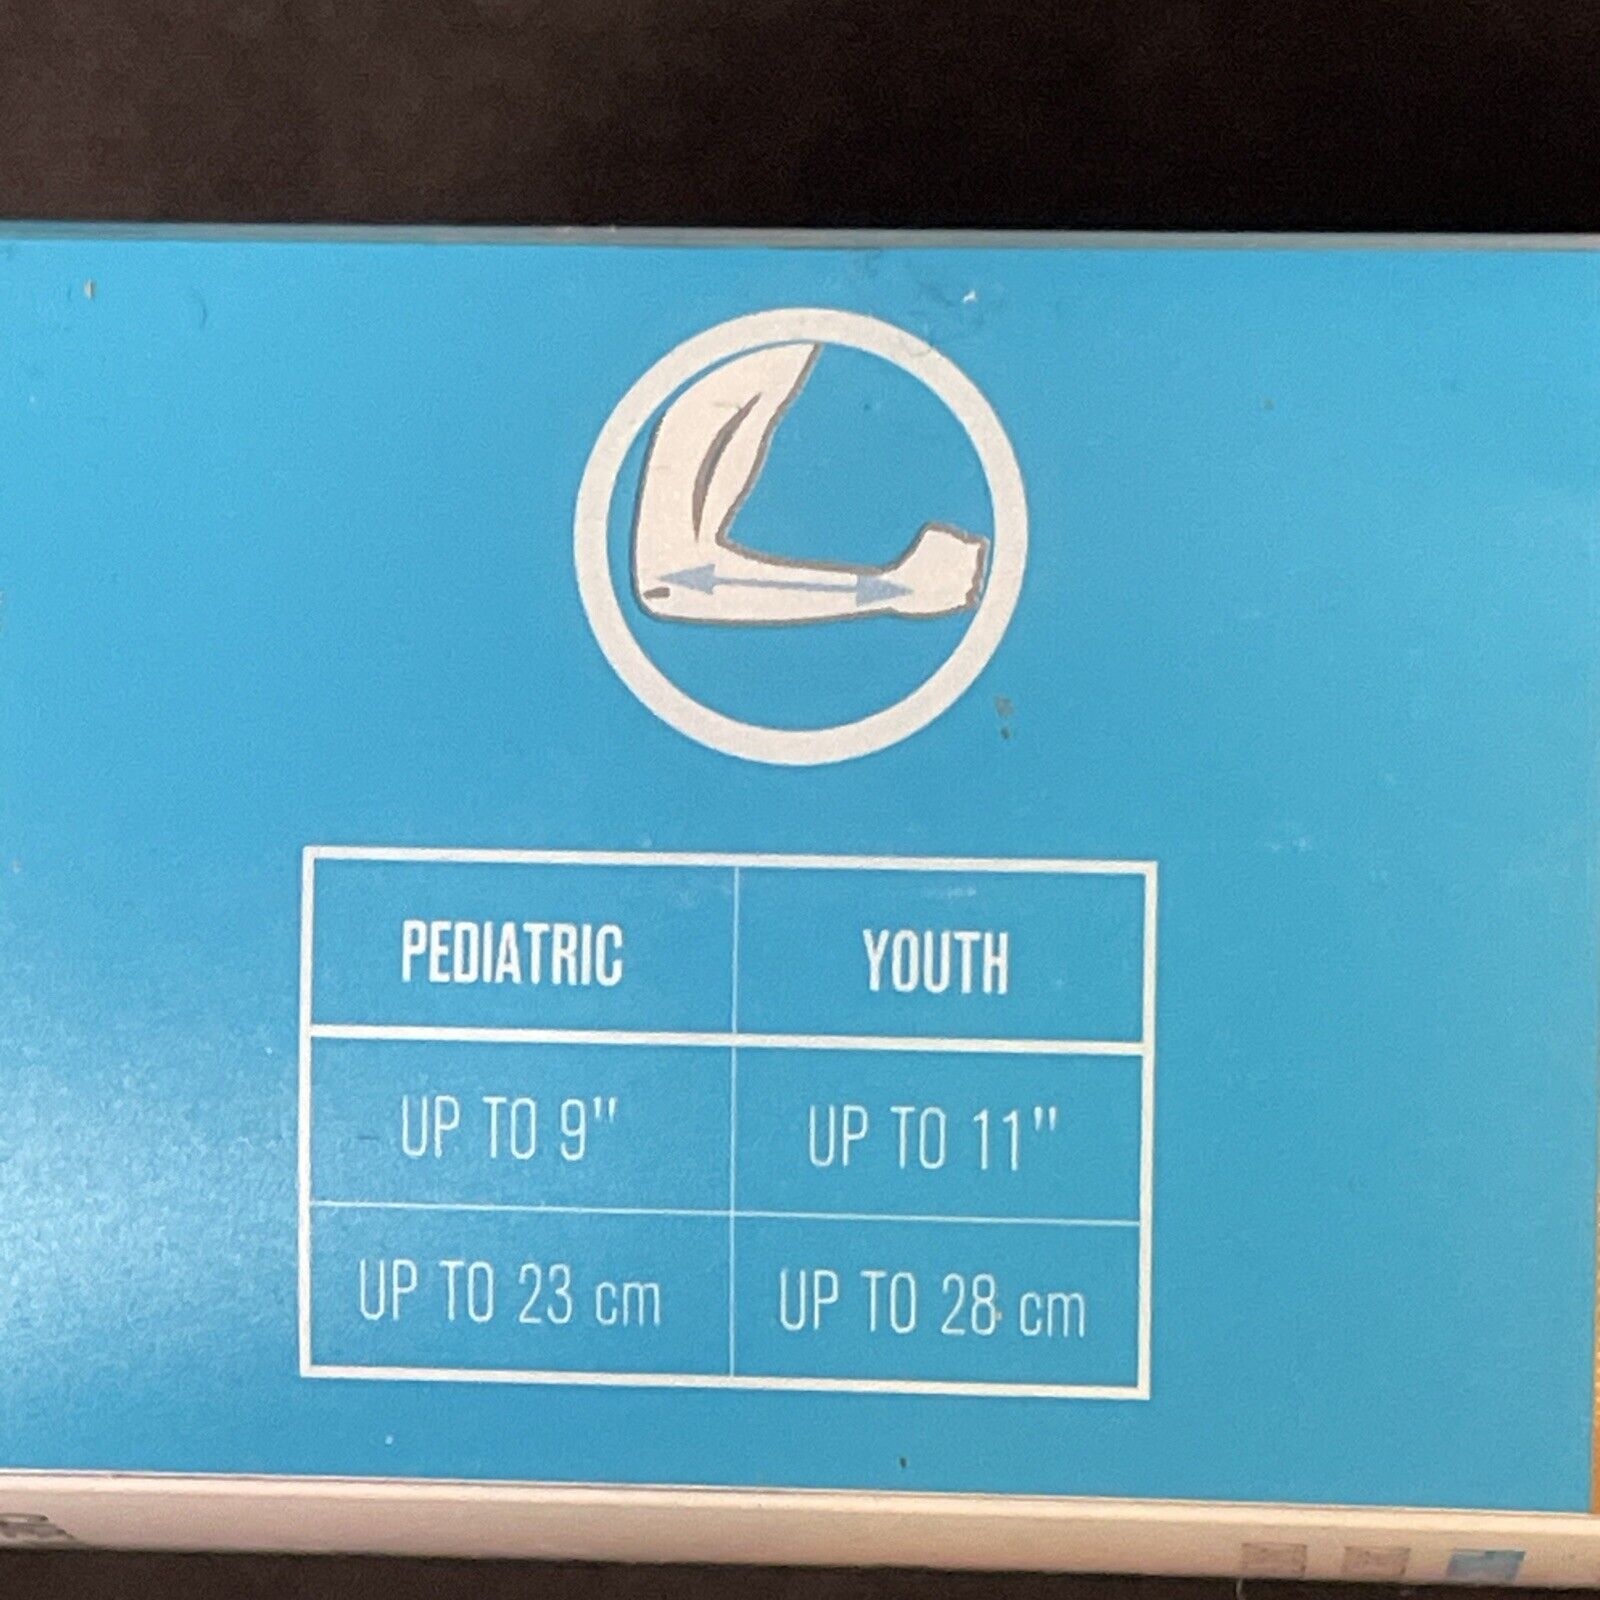 PEDIATRIC YOUTH
UP TO 9" UP TO 11"
UP TO 23 cm UP TO 28 cm